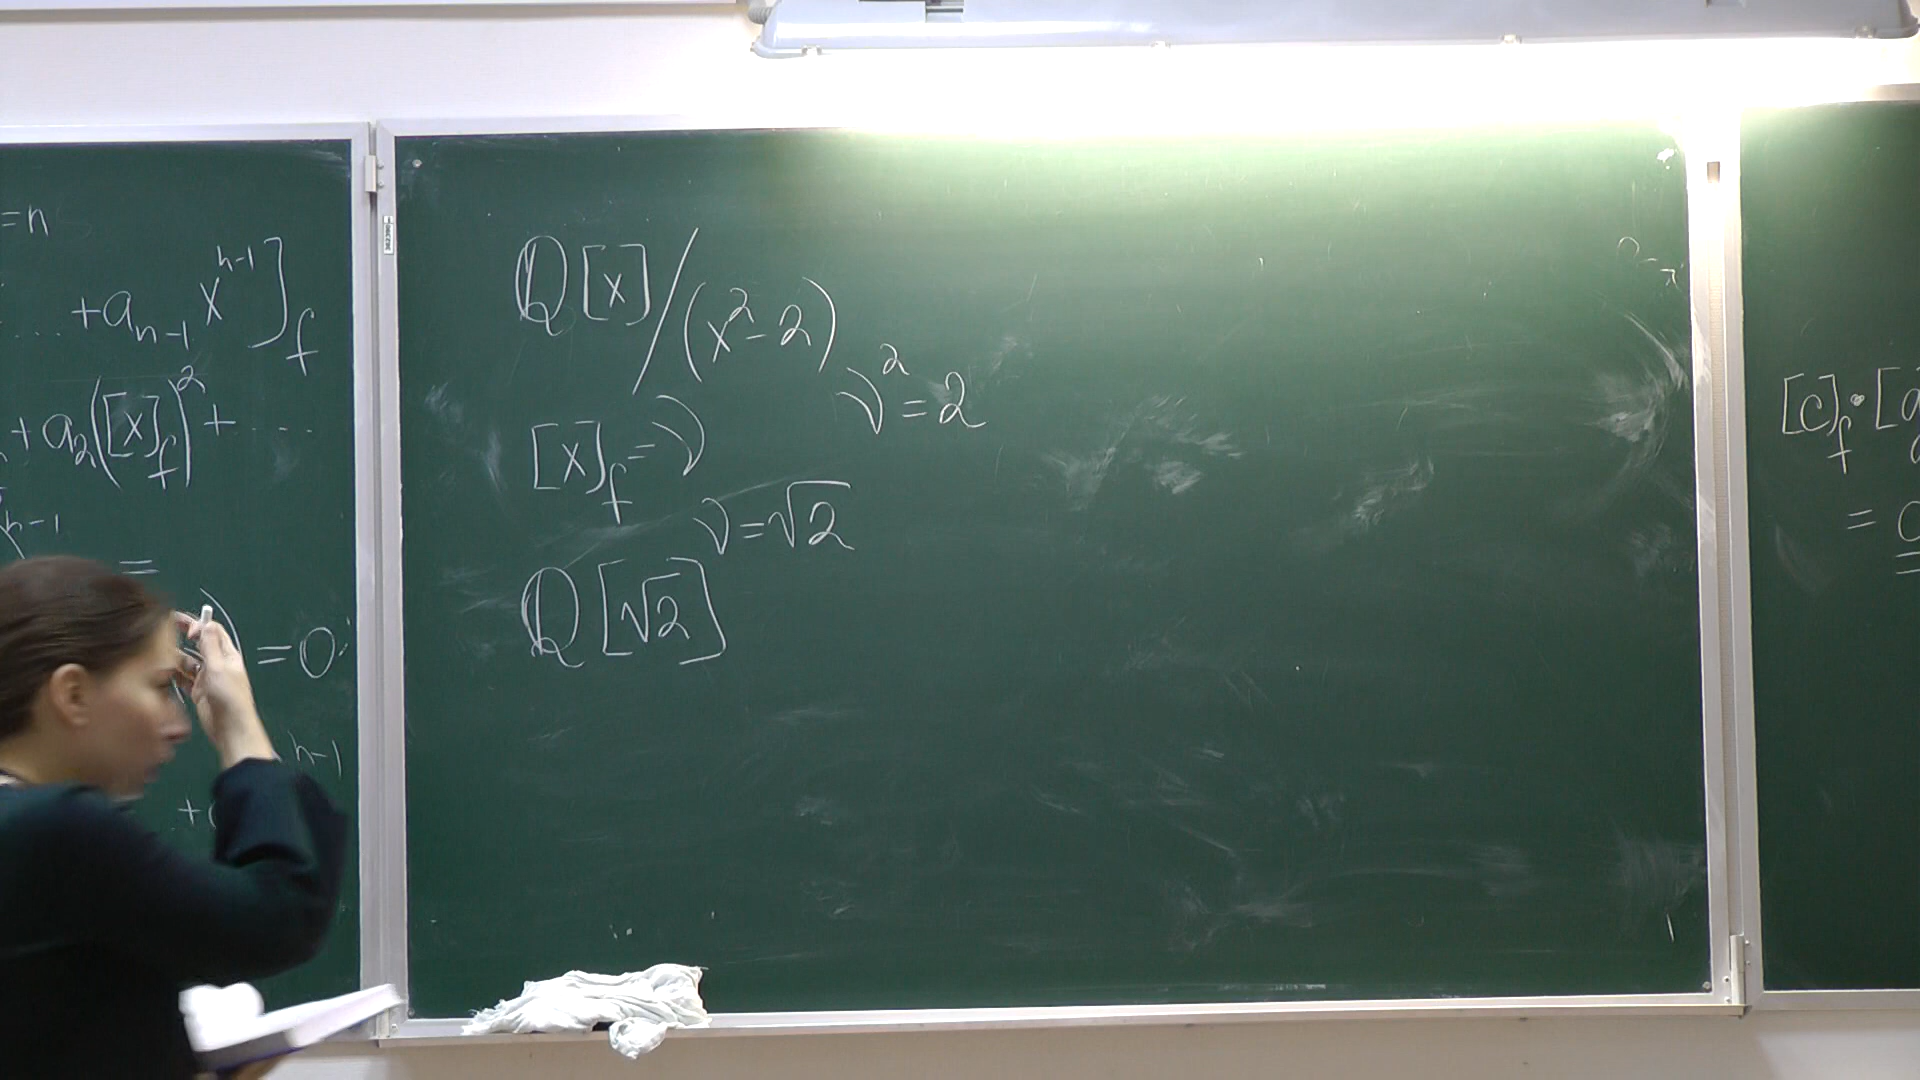 =n
.... +a_{n-1} x^{n-1}]_f
+a_2([x]_f)^2+ ....
n-1
=
)=0
n-1
+
Q[x]/(x^2-2)
ν^2=2
[x]_f=ν
ν=√2
Q[√2]
[c]_f·[
=